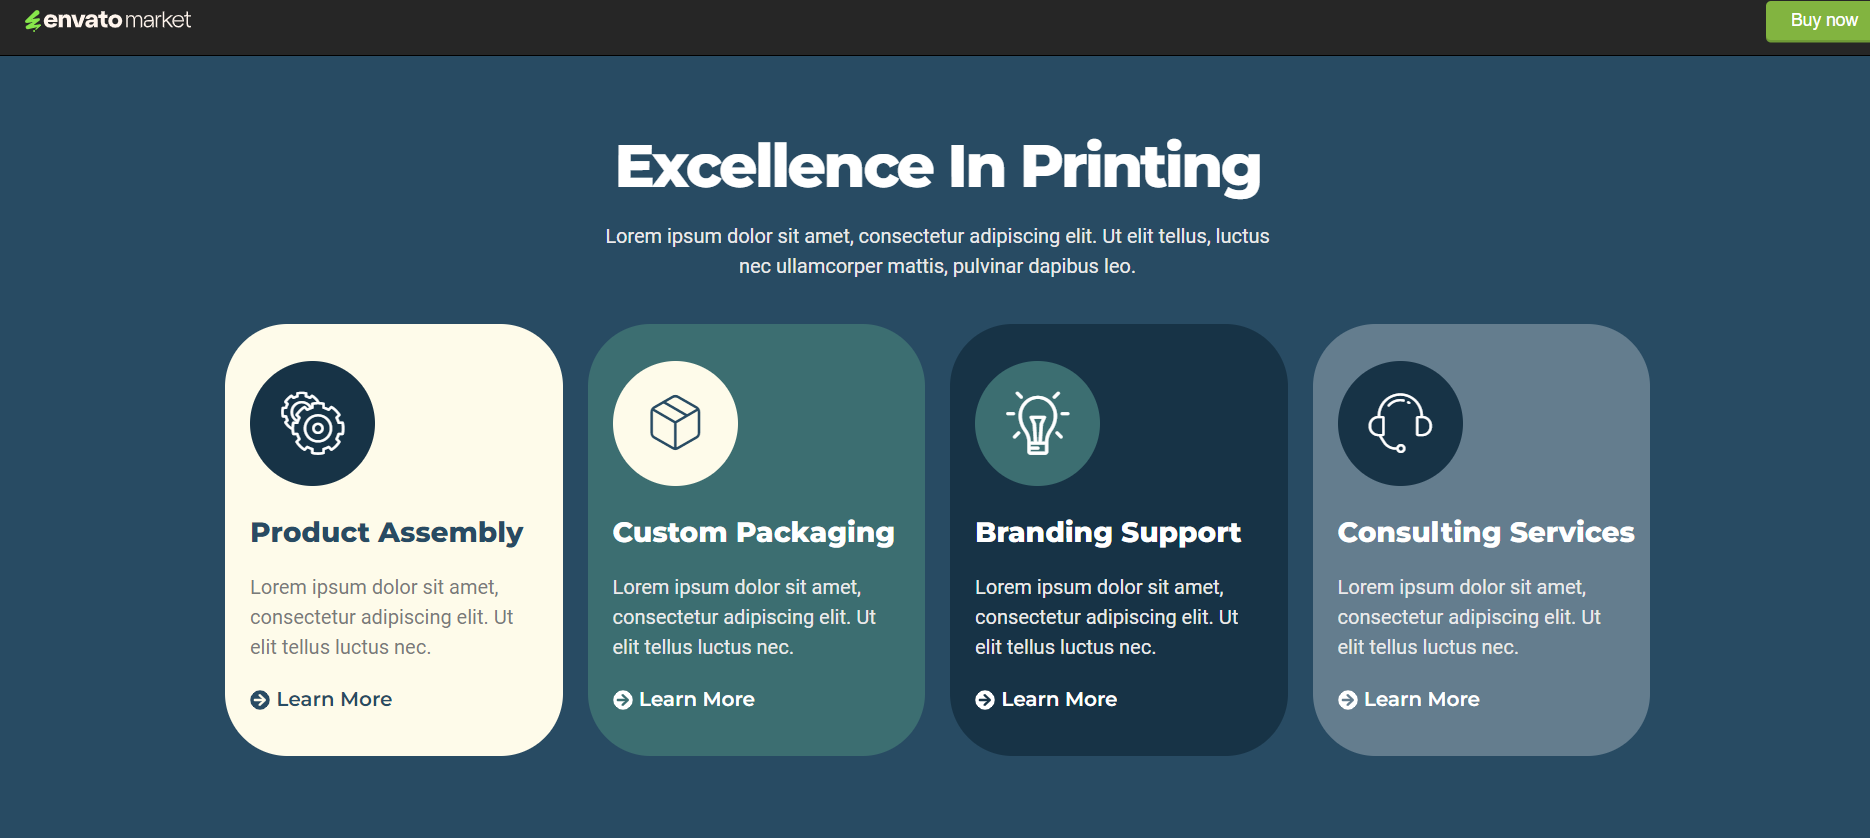 envato market
Buy now
Excellence In Printing
Lorem ipsum dolor sit amet, consectetur adipiscing elit. Ut elit tellus, luctus
nec ullamcorper mattis, pulvinar dapibus leo.
Product Assembly
Lorem ipsum dolor sit amet,
consectetur adipiscing elit. Ut
elit tellus luctus nec.
Learn More
Custom Packaging
Lorem ipsum dolor sit amet,
consectetur adipiscing elit. Ut
elit tellus luctus nec.
Learn More
Branding Support
Lorem ipsum dolor sit amet,
consectetur adipiscing elit. Ut
elit tellus luctus nec.
Learn More
Consulting Services
Lorem ipsum dolor sit amet,
consectetur adipiscing elit. Ut
elit tellus luctus nec.
Learn More